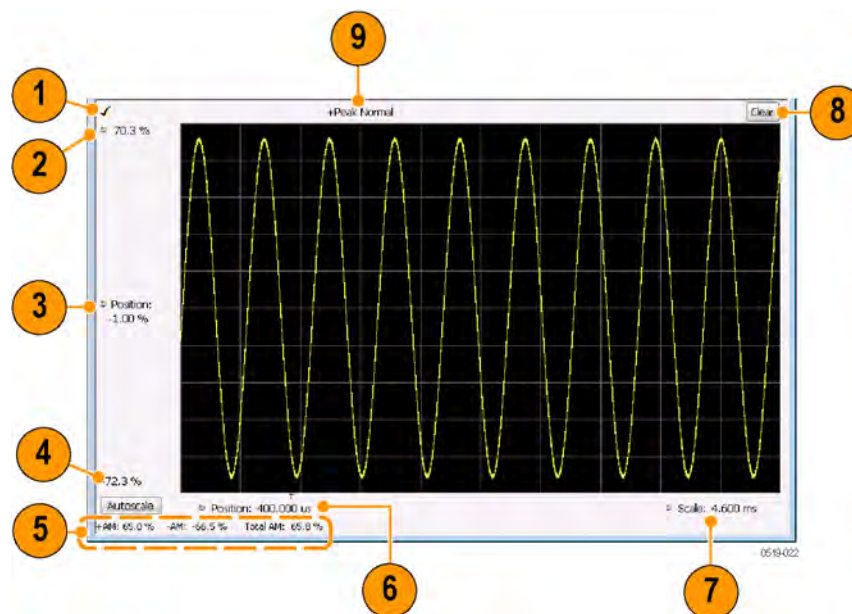 9
1
+Peak Normal
Clear
8
2
70.3 %
3
Position:
-1.00 %
4
-72.3 %
Autoscale
Position: -400.000 us
Scale: 4.600 ms
5
+AM: 65.0 % -AM: -66.5 % Total AM: 65.8 %
0519-022
6
7